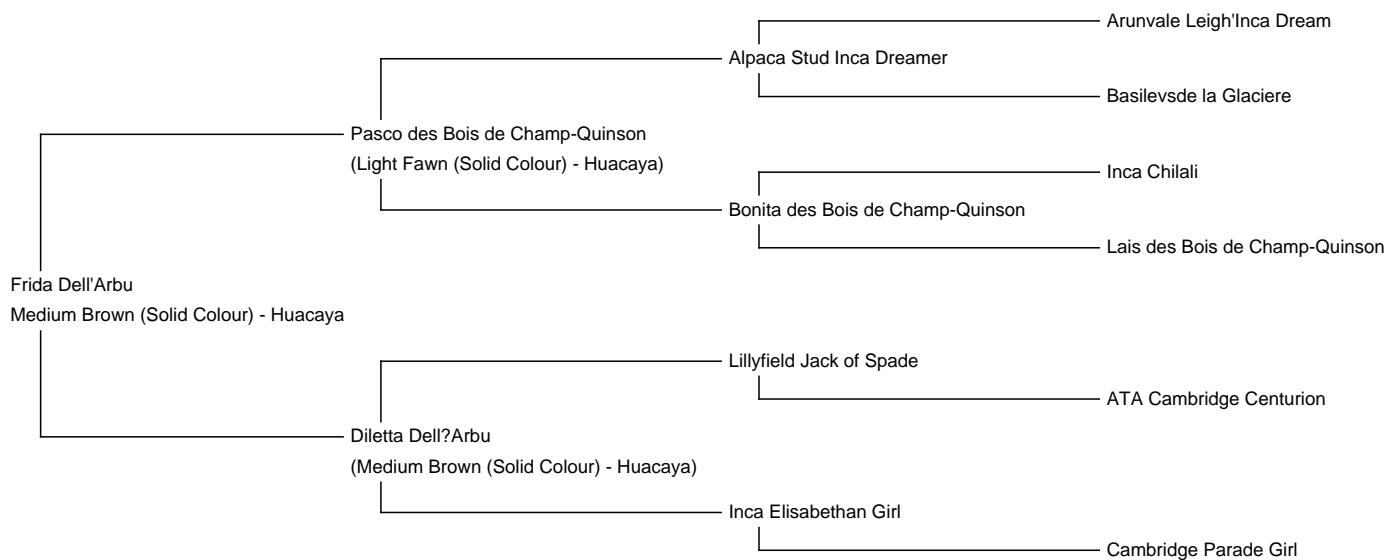 Arunvale Leigh'Inca Dream
Alpaca Stud Inca Dreamer
Basilevsde la Glaciere
Pasco des Bois de Champ-Quinson
(Light Fawn (Solid Colour) - Huacaya)
Inca Chilali
Bonita des Bois de Champ-Quinson
Lais des Bois de Champ-Quinson
Frida Dell'Arbu
Medium Brown (Solid Colour) - Huacaya
Lillyfield Jack of Spade
ATA Cambridge Centurion
Diletta Dell?Arbu
(Medium Brown (Solid Colour) - Huacaya)
Inca Elisabethan Girl
Cambridge Parade Girl